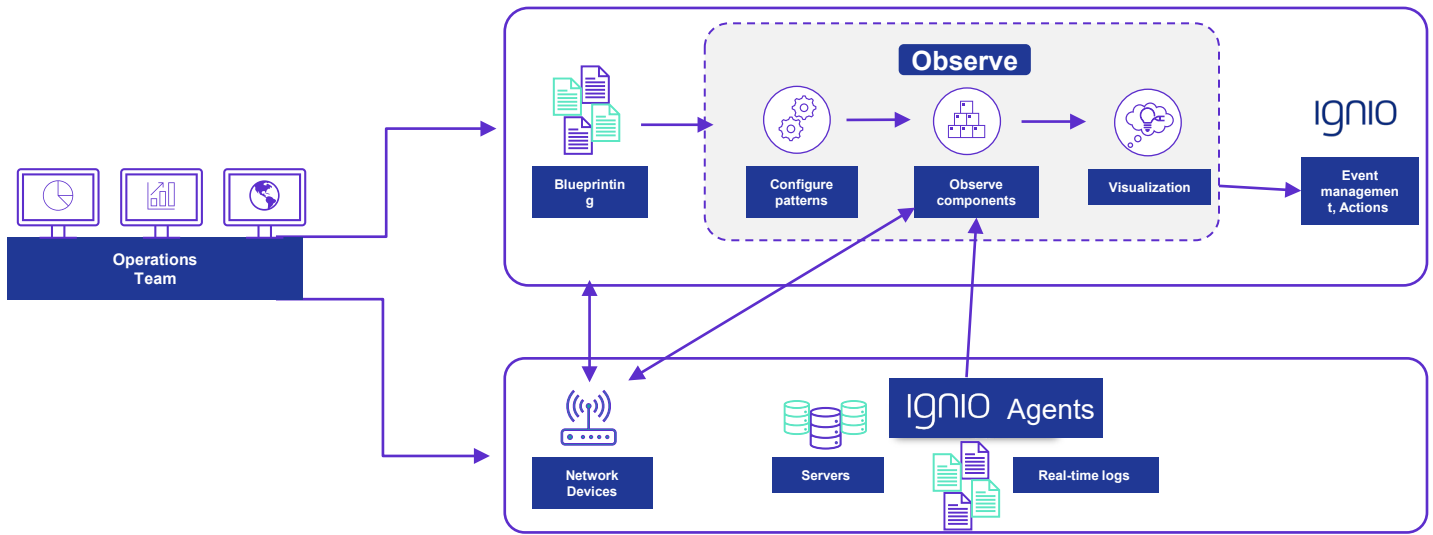 Observe
IGNIO
Blueprintin
g
Configure
patterns
Observe
components
Visualization
Event
managemen
t, Actions
Operations
Team
IGNIO Agents
Network
Devices
Servers
Real-time logs